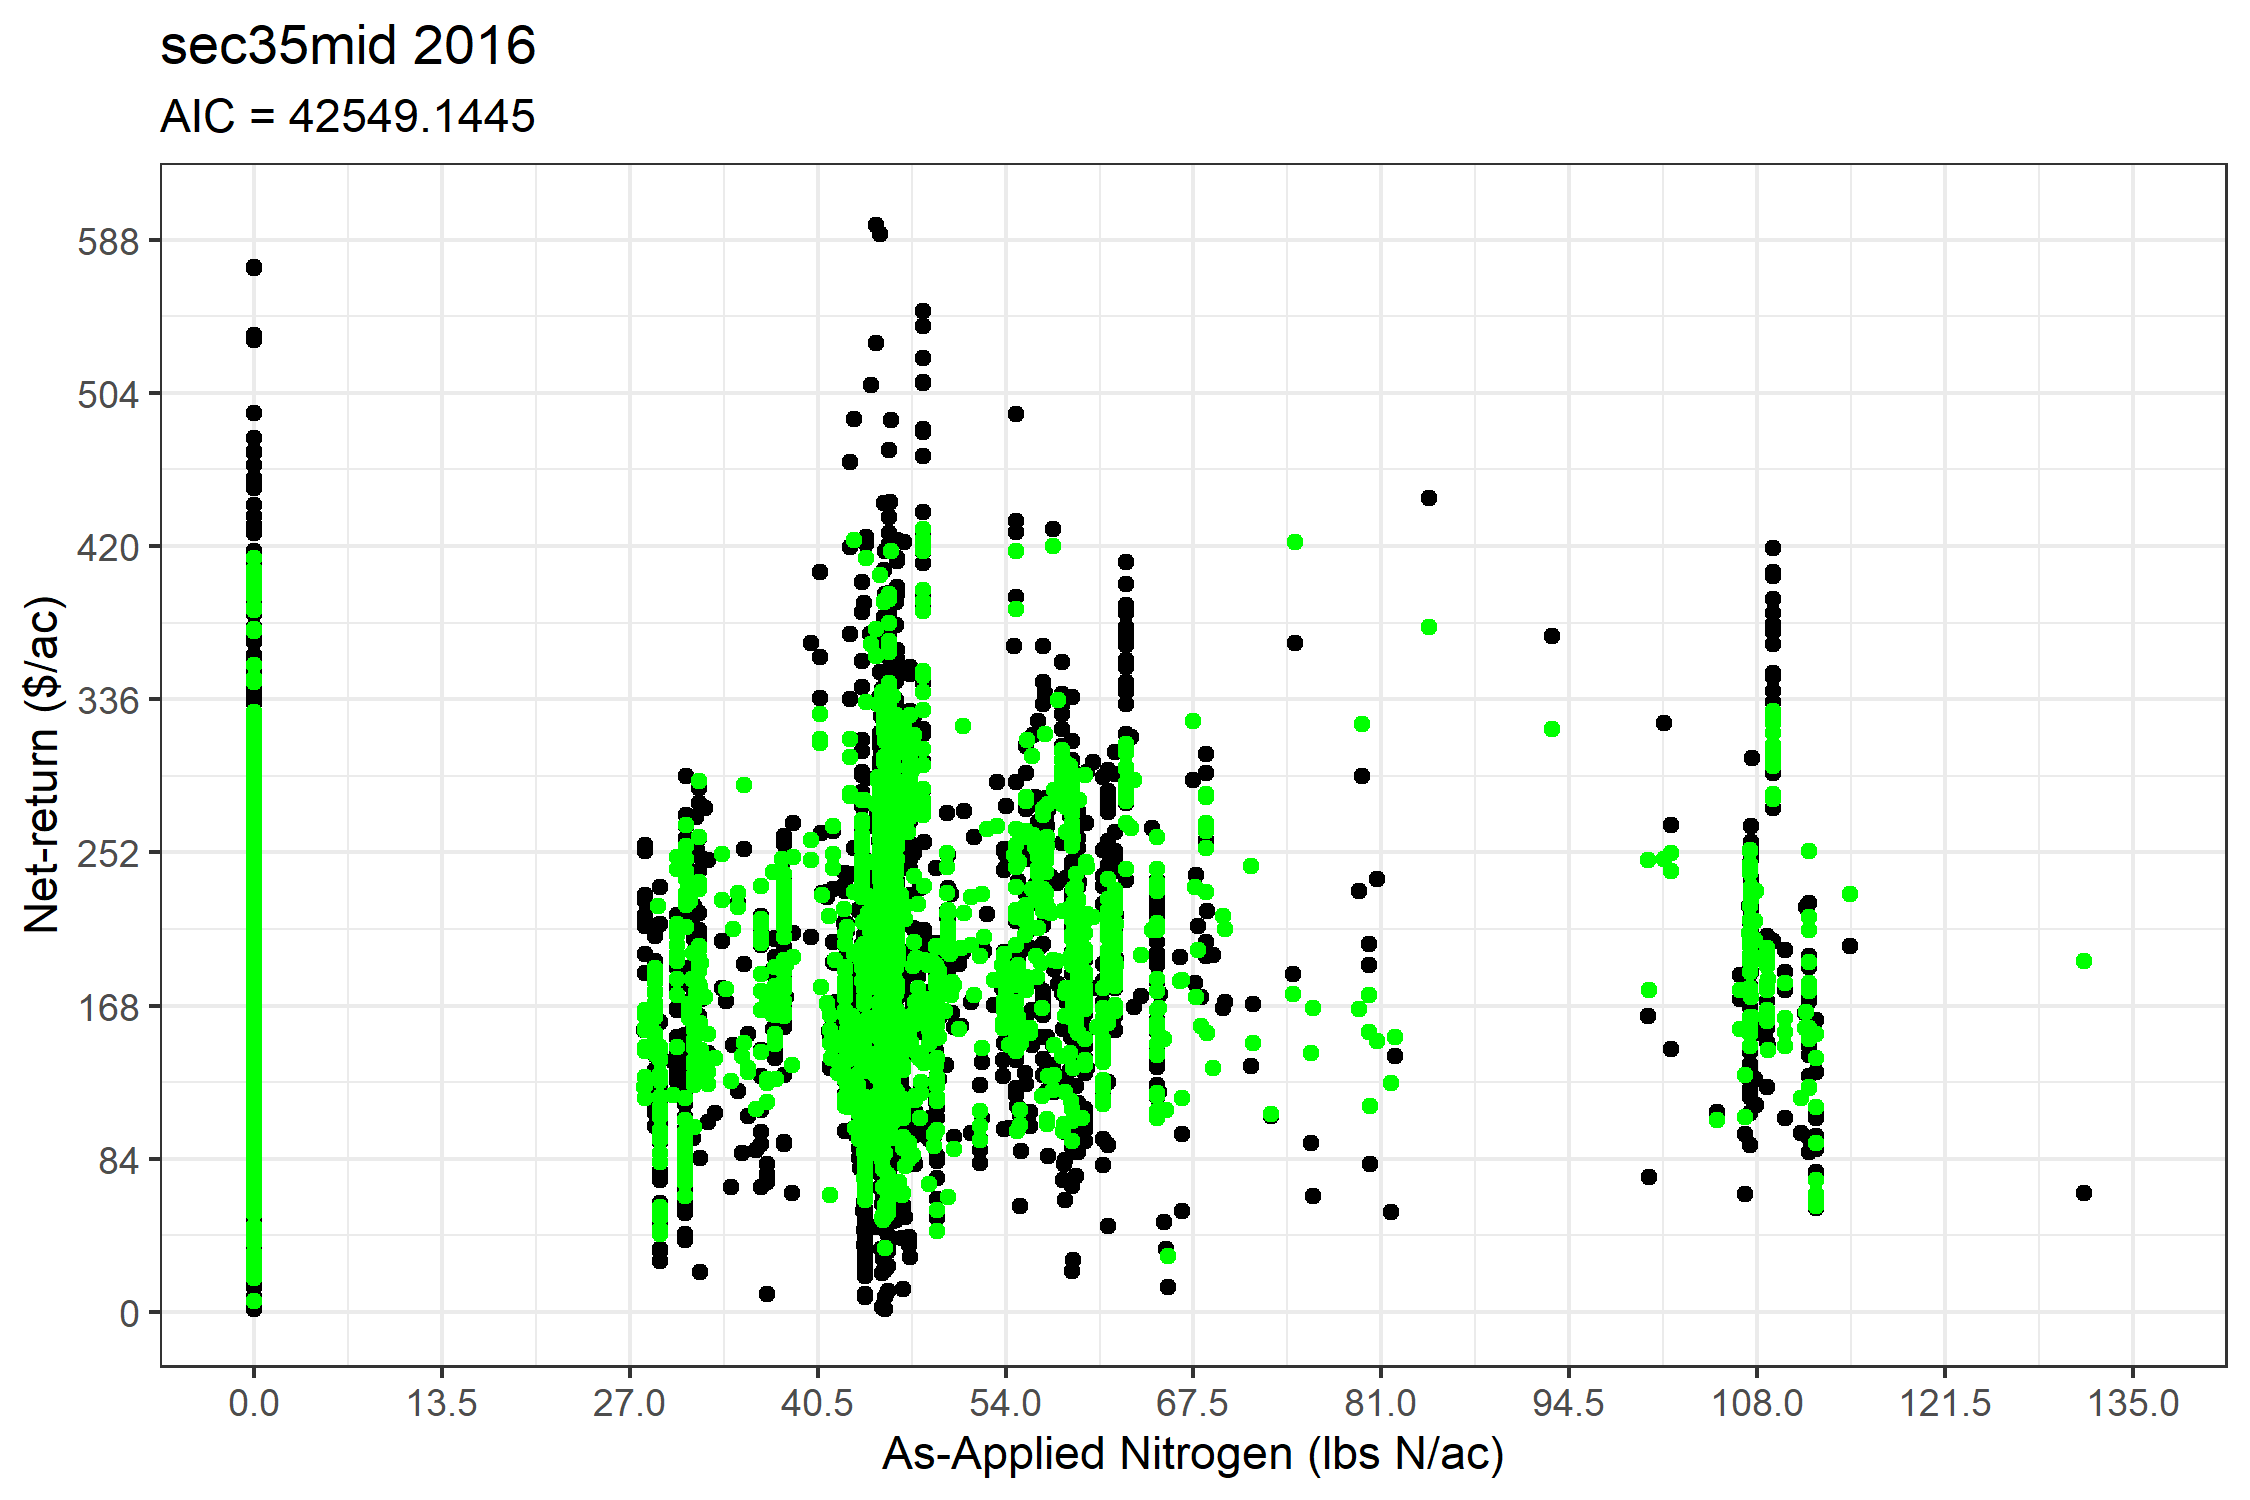 sec35mid 2016
AIC = 42549.1445
Net-return ($/ac)
588
504
420
336
252
168
84
0
0.0 13.5 27.0 40.5 54.0 67.5 81.0 94.5 108.0 121.5 135.0
As-Applied Nitrogen (lbs N/ac)